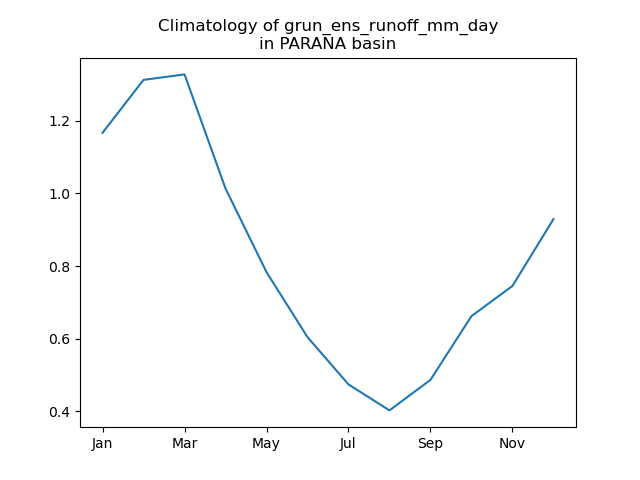 Climatology of grun_ens_runoff_mm_day
in PARANA basin
1.2
1.0
0.8
0.6
0.4
Jan
Mar
May
Jul
Sep
Nov